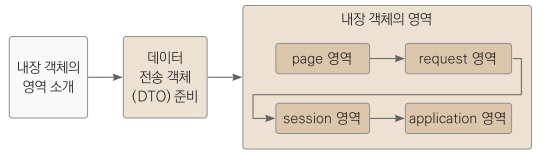 내장 객체의
영역 소개
데이터
전송 객체
(DTO) 준비
내장 객체의 영역
page 영역
request 영역
session 영역
application 영역